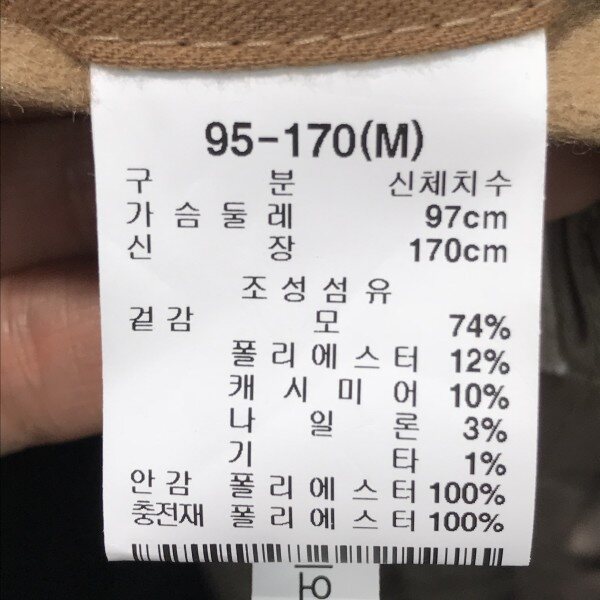 95-170(M)
구 분 신체치수
가 슴 둘 레 97cm
신 장 170cm
조 성 섬 유
겉 감 모 74%
폴 리 에 스 터 12%
캐 시 미 어 10%
나 일 론 3%
기 타 1%
안 감 폴 리 에 스 터 100%
충전재 폴 리 에 스 터 100%